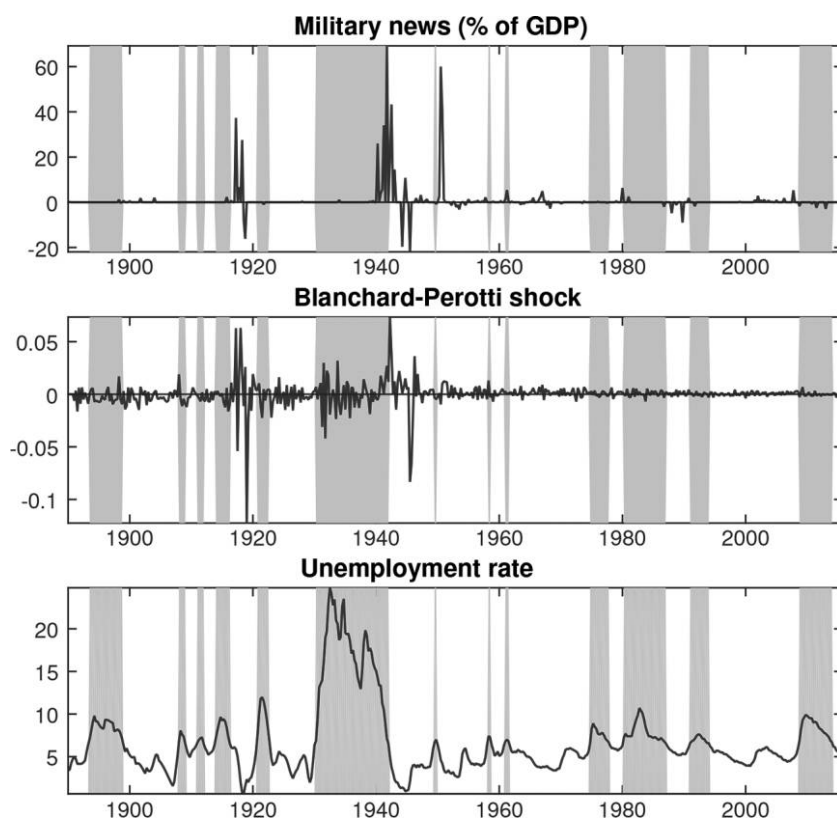 Military news (% of GDP)
60
40
20
0
-20
1900 1920 1940 1960 1980 2000
Blanchard-Perotti shock
0.05
0
-0.05
-0.1
1900 1920 1940 1960 1980 2000
Unemployment rate
20
15
10
5
1900 1920 1940 1960 1980 2000